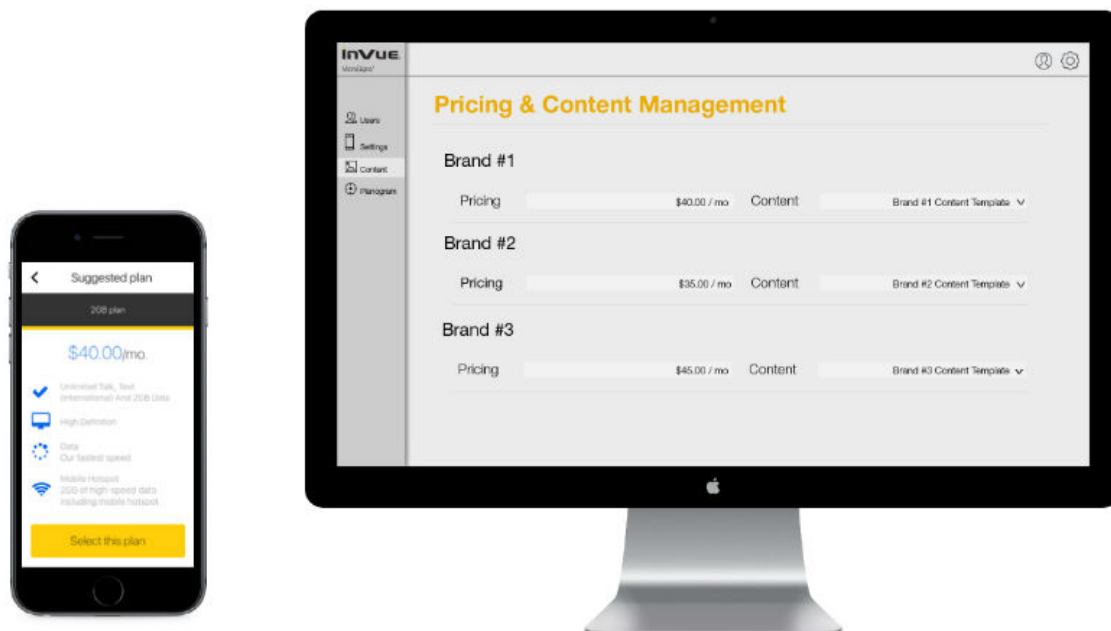 Suggested plan
2GB plan
$40.00/mo.
Unlimited Talk, Text
(International) And 2GB Data
High Definition
Data
Our fastest speed
Mobile Hotspot
2GB of high-speed data
including mobile hotspot
Select this plan
InVue
Users
Settings
Content
Planogram
Pricing & Content Management
Brand #1
Pricing $40.00 / mo Content Brand #1 Content Template
Brand #2
Pricing $35.00 / mo Content Brand #2 Content Template
Brand #3
Pricing $45.00 / mo Content Brand #3 Content Template